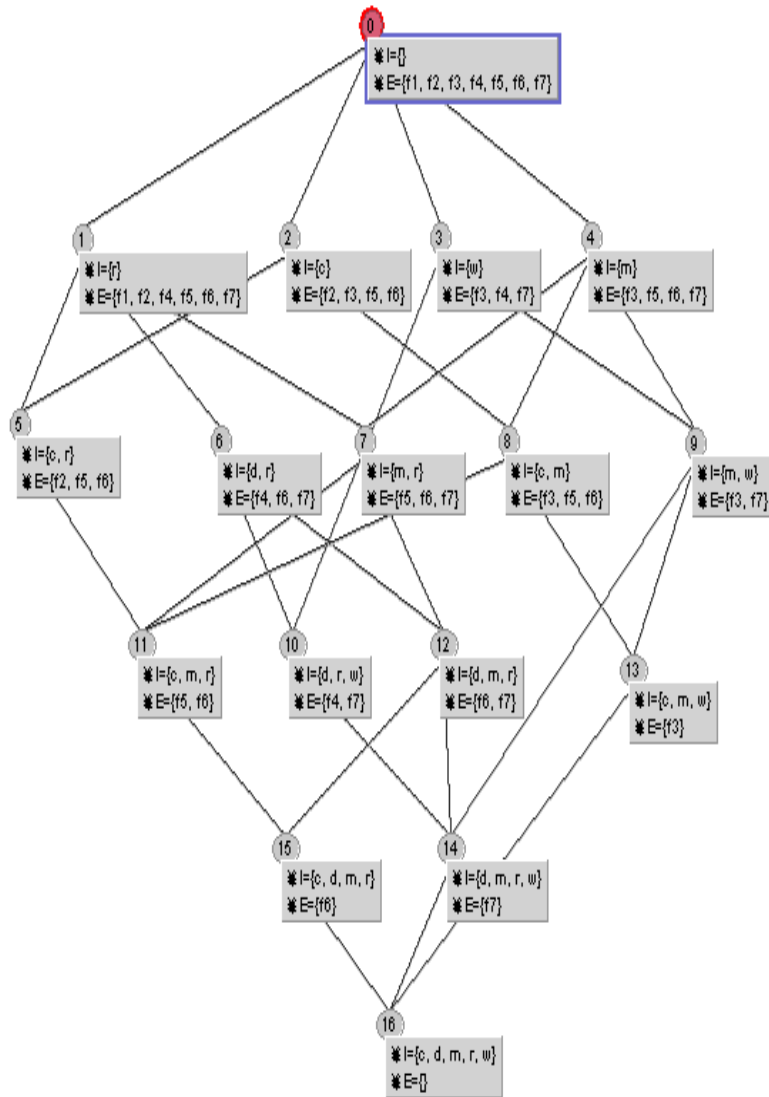 0
I={}
E={f1, f2, f3, f4, f5, f6, f7}
1
I={r}
E={f1, f2, f4, f5, f6, f7}
2
I={c}
E={f2, f3, f5, f6}
3
I={w}
E={f3, f4, f7}
4
I={m}
E={f3, f5, f6, f7}
5
I={c, r}
E={f2, f5, f6}
6
I={d, r}
E={f4, f6, f7}
7
I={m, r}
E={f5, f6, f7}
8
I={c, m}
E={f3, f5, f6}
9
I={m, w}
E={f3, f7}
11
I={c, m, r}
E={f5, f6}
10
I={d, r, w}
E={f4, f7}
12
I={d, m, r}
E={f6, f7}
13
I={c, m, w}
E={f3}
15
I={c, d, m, r}
E={f6}
14
I={d, m, r, w}
E={f7}
16
I={c, d, m, r, w}
E={}